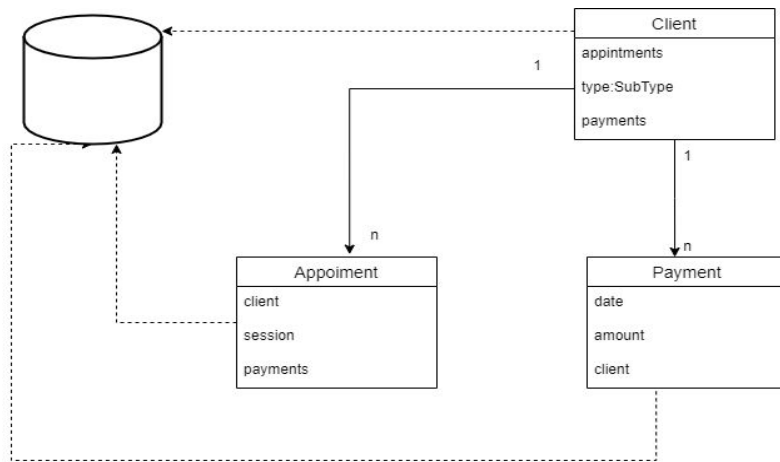 Client
appintments
1
type:SubType
payments
1
n
n
Appoiment
client
session
payments
Payment
date
amount
client